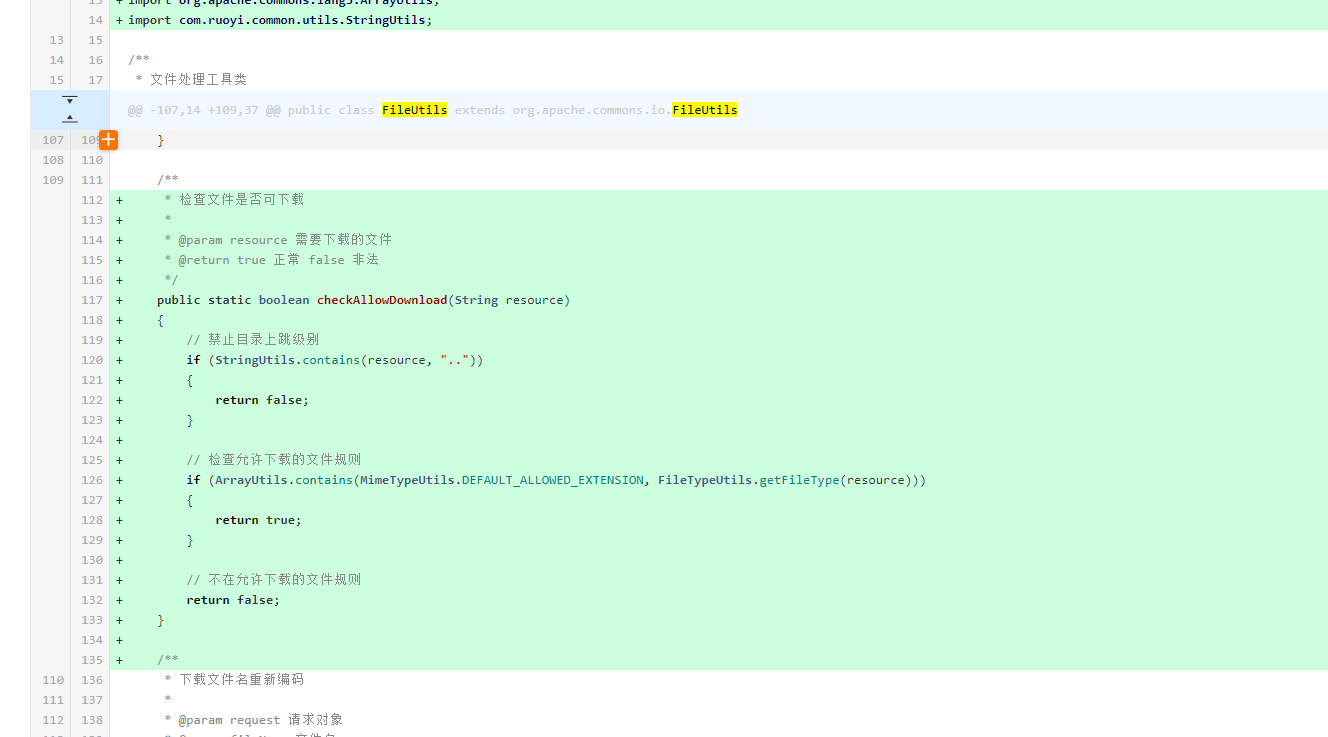 15 + import org.apache.commons.lang3.ArrayUtils;
14 + import com.ruoyi.common.utils.StringUtils;
13 15
14 16 /**
15 17 * 文件处理工具类
@@ -107,14 +109,37 @@ public class FileUtils extends org.apache.commons.io.FileUtils
107 109 }
108 110
109 111 /**
112 + * 检查文件是否可下载
113 + *
114 + * @param resource 需要下载的文件
115 + * @return true 正常 false 非法
116 + */
117 + public static boolean checkAllowDownload(String resource)
118 + {
119 + // 禁止目录上跳级别
120 + if (StringUtils.contains(resource, ".."))
121 + {
122 + return false;
123 + }
124 +
125 + // 检查允许下载的文件规则
126 + if (ArrayUtils.contains(MimeTypeUtils.DEFAULT_ALLOWED_EXTENSION, FileTypeUtils.getFileType(resource)))
127 + {
128 + return true;
129 + }
130 +
131 + // 不在允许下载的文件规则
132 + return false;
133 + }
134 +
135 + /**
110 136 * 下载文件名重新编码
111 137 *
112 138 * @param request 请求对象